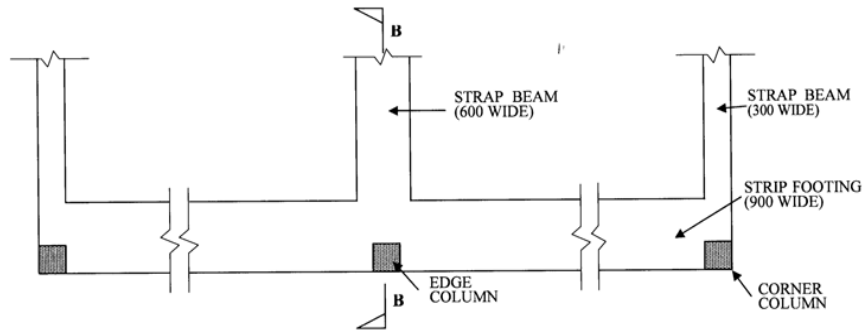 B
STRAP BEAM
(600 WIDE)
STRAP BEAM
(300 WIDE)
STRIP FOOTING
(900 WIDE)
EDGE
COLUMN
B
CORNER
COLUMN